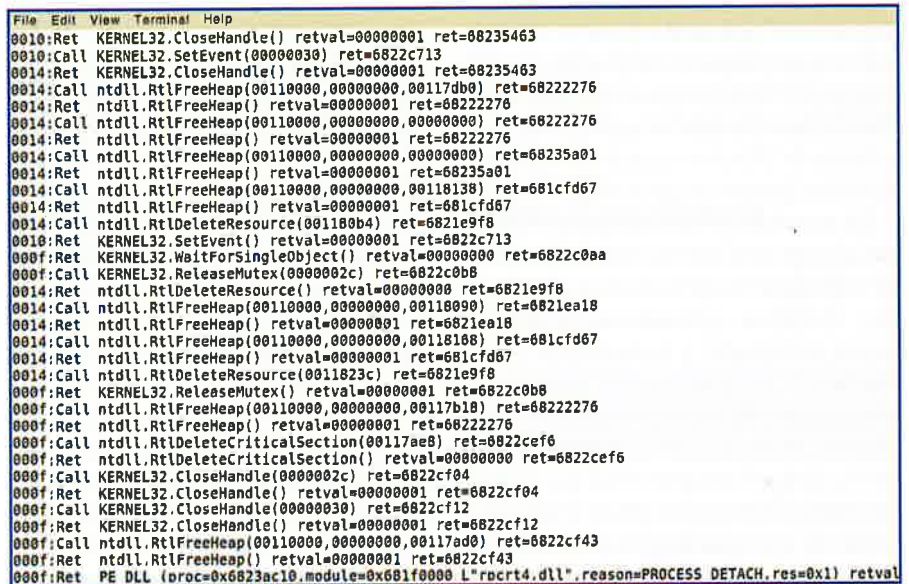 File Edit View Terminal Help
0010:Ret  KERNEL32.CloseHandle() retval=00000001 ret=68235463
0010:Call KERNEL32.SetEvent(00000030) ret=6822c713
0014:Ret  KERNEL32.CloseHandle() retval=00000001 ret=68235463
0014:Call ntdll.RtlFreeHeap(00110000,00000000,00117db0) ret=68222276
0014:Ret  ntdll.RtlFreeHeap() retval=00000001 ret=68222276
0014:Call ntdll.RtlFreeHeap(00110000,00000000,00000000) ret=68222276
0014:Ret  ntdll.RtlFreeHeap() retval=00000001 ret=68222276
0014:Call ntdll.RtlFreeHeap(00110000,00000000,00000000) ret=68235a01
0014:Ret  ntdll.RtlFreeHeap() retval=00000001 ret=68235a01
0014:Call ntdll.RtlFreeHeap(00110000,00000000,00118138) ret=681cfd67
0014:Ret  ntdll.RtlFreeHeap() retval=00000001 ret=681cfd67
0014:Call ntdll.RtlDeleteResource(001180b4) ret=6821e9f8
0010:Ret  KERNEL32.SetEvent() retval=00000001 ret=6822c713
000f:Ret  KERNEL32.WaitForSingleObject() retval=00000000 ret=6822c0aa
000f:Call KERNEL32.ReleaseMutex(0000002c) ret=6822c0b8
0014:Ret  ntdll.RtlDeleteResource() retval=00000000 ret=6821e9f8
0014:Call ntdll.RtlFreeHeap(00110000,00000000,00118090) ret=6821ea18
0014:Ret  ntdll.RtlFreeHeap() retval=00000001 ret=6821ea18
0014:Call ntdll.RtlFreeHeap(00110000,00000000,00118168) ret=681cfd67
0014:Ret  ntdll.RtlFreeHeap() retval=00000001 ret=681cfd67
0014:Call ntdll.RtlDeleteResource(0011823c) ret=6821e9f8
000f:Ret  KERNEL32.ReleaseMutex() retval=00000001 ret=6822c0b8
000f:Call ntdll.RtlFreeHeap(00110000,00000000,00117b18) ret=68222276
000f:Ret  ntdll.RtlFreeHeap() retval=00000001 ret=68222276
000f:Call ntdll.RtlDeleteCriticalSection(00117ae8) ret=6822cef6
000f:Ret  ntdll.RtlDeleteCriticalSection() retval=00000000 ret=6822cef6
000f:Call KERNEL32.CloseHandle(0000002c) ret=6822cf04
000f:Ret  KERNEL32.CloseHandle() retval=00000001 ret=6822cf04
000f:Call KERNEL32.CloseHandle(00000030) ret=6822cf12
000f:Ret  KERNEL32.CloseHandle() retval=00000001 ret=6822cf12
000f:Call ntdll.RtlFreeHeap(00110000,00000000,00117ad0) ret=6822cf43
000f:Ret  ntdll.RtlFreeHeap() retval=00000001 ret=6822cf43
000f:Ret  PE DLL (proc=0x6823ac10,module=0x681f0000 L"rpcrt4.dll",reason=PROCESS_DETACH,res=0x1) retval